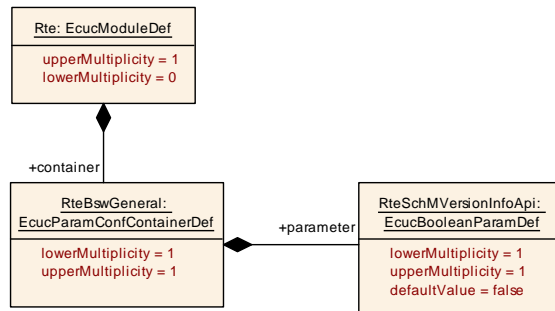 Rte: EcucModuleDef
upperMultiplicity = 1
lowerMultiplicity = 0
+container
RteBswGeneral:
EcucParamConfContainerDef
lowerMultiplicity = 1
upperMultiplicity = 1
+parameter
RteSchMVersionInfoApi:
EcucBooleanParamDef
lowerMultiplicity = 1
upperMultiplicity = 1
defaultValue = false